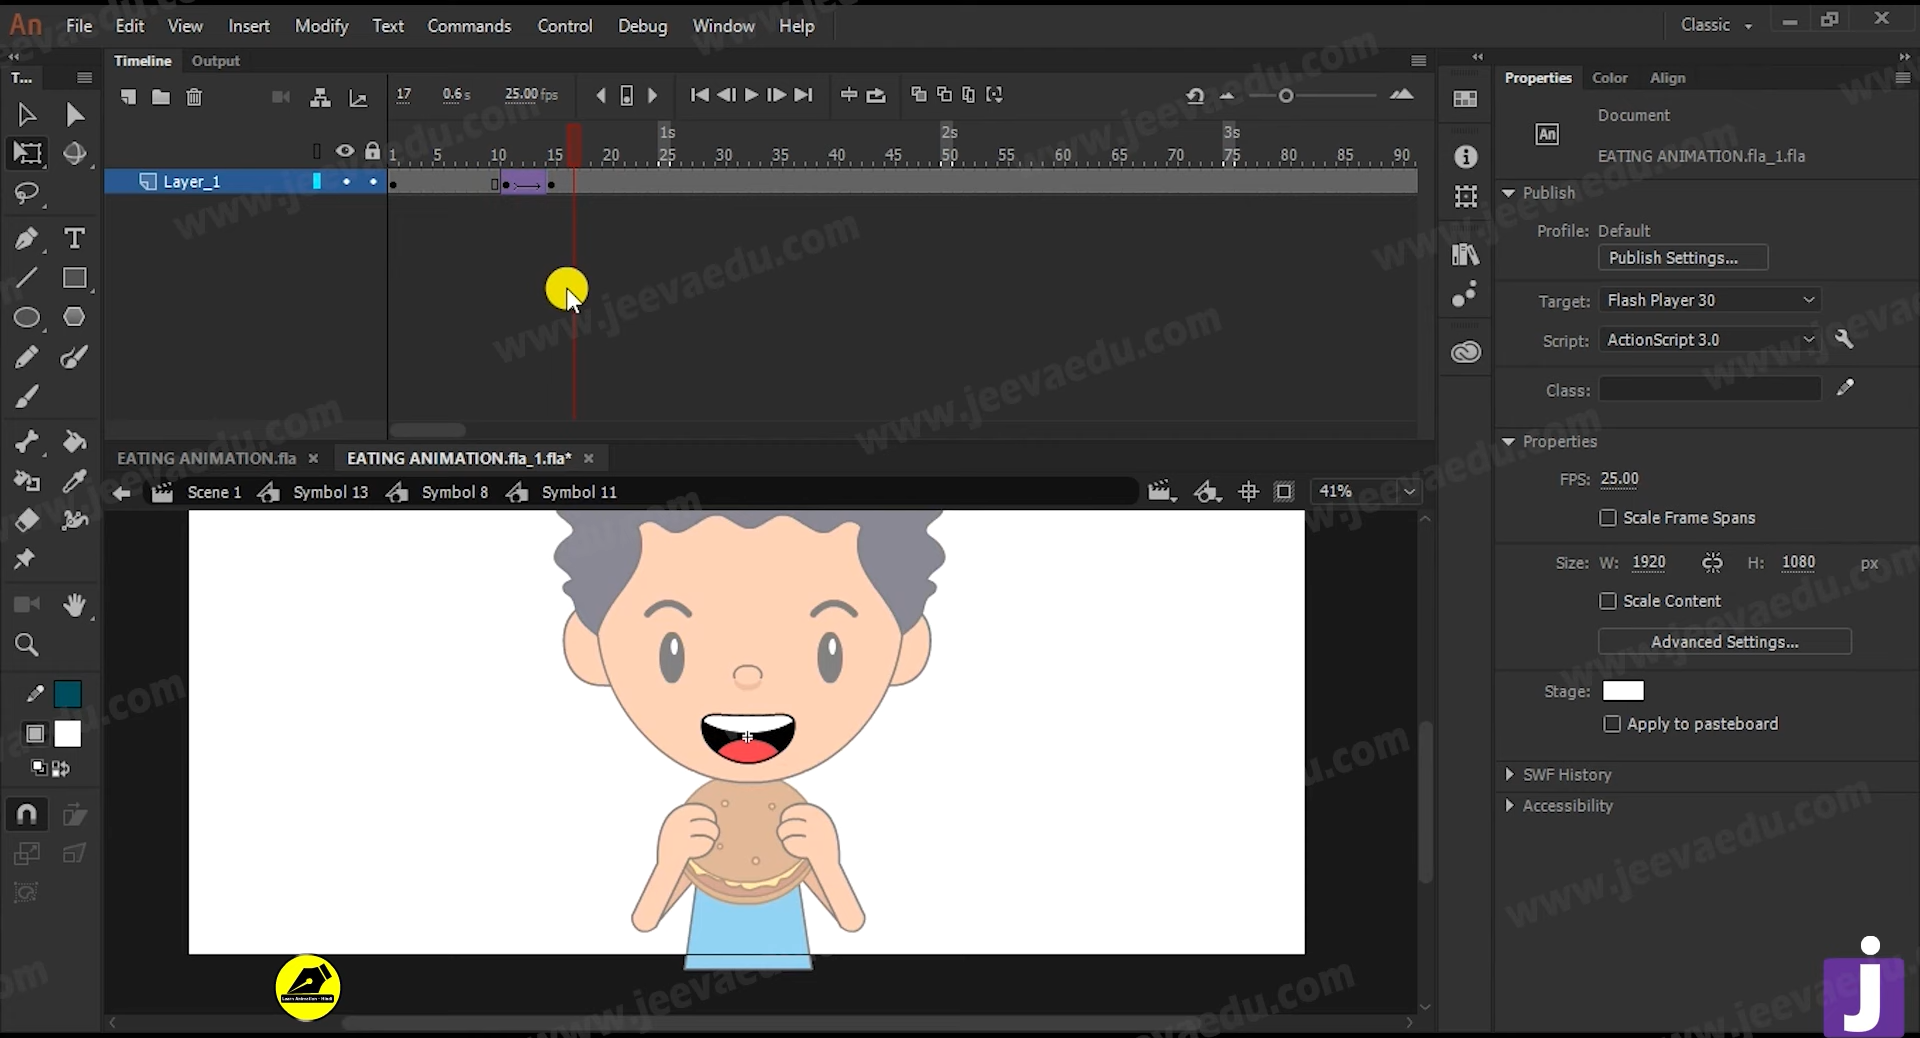 An File Edit View Insert Modify Text Commands Control Debug Window Help Classic
T... Timeline Output
17 0.6 s 25.00 fps
1s 2s 3s
1 5 10 15 20 25 30 35 40 45 50 55 60 65 70 75 80 85 90
Layer_1
EATING ANIMATION.fla EATING ANIMATION.fla_1.fla*
Scene 1 Symbol 13 Symbol 8 Symbol 11 41%
Properties Color Align
Document
An EATING ANIMATION.fla_1.fla
Publish
Profile: Default
Publish Settings...
Target: Flash Player 30
Script: ActionScript 3.0
Class:
Properties
FPS: 25.00
Scale Frame Spans
Size: W: 1920 H: 1080 px
Scale Content
Advanced Settings...
Stage:
Apply to pasteboard
SWF History
Accessibility
Learn Animation - Hindi
j
www.jeevaedu.com